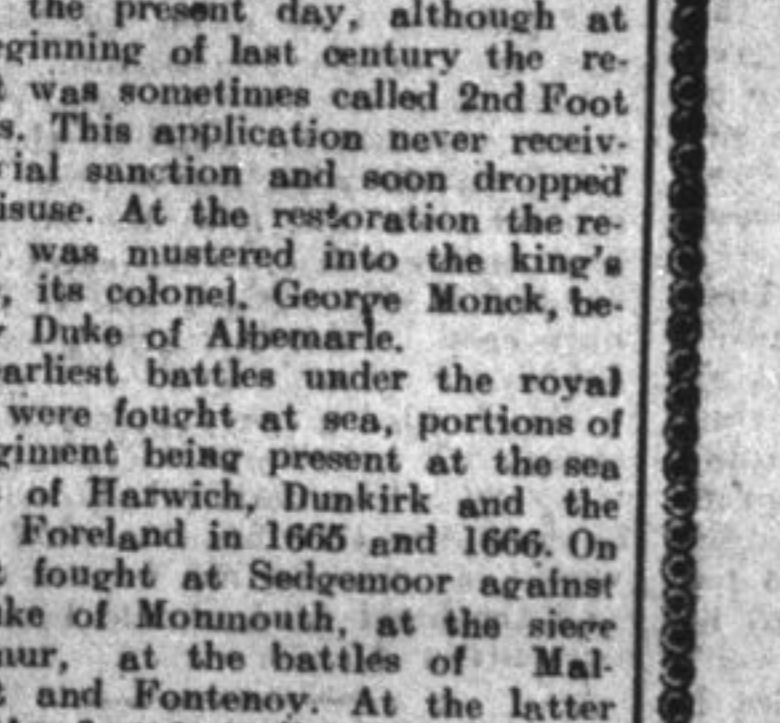 the present day, although at
ginning of last century the re-
was sometimes called 2nd Foot
s. This application never receiv-
ial sanction and soon dropped
isuse. At the restoration the re-
was mustered into the king's
, its colonel, George Monck, be-
Duke of Albemarle.
arliest battles under the royal
were fought at sea, portions of
giment being present at the sea
of Harwich, Dunkirk and the
Foreland in 1665 and 1666. On
fought at Sedgemoor against
ke of Monmouth, at the siege
ur, at the battles of Mal-
and Fontenoy. At the latter